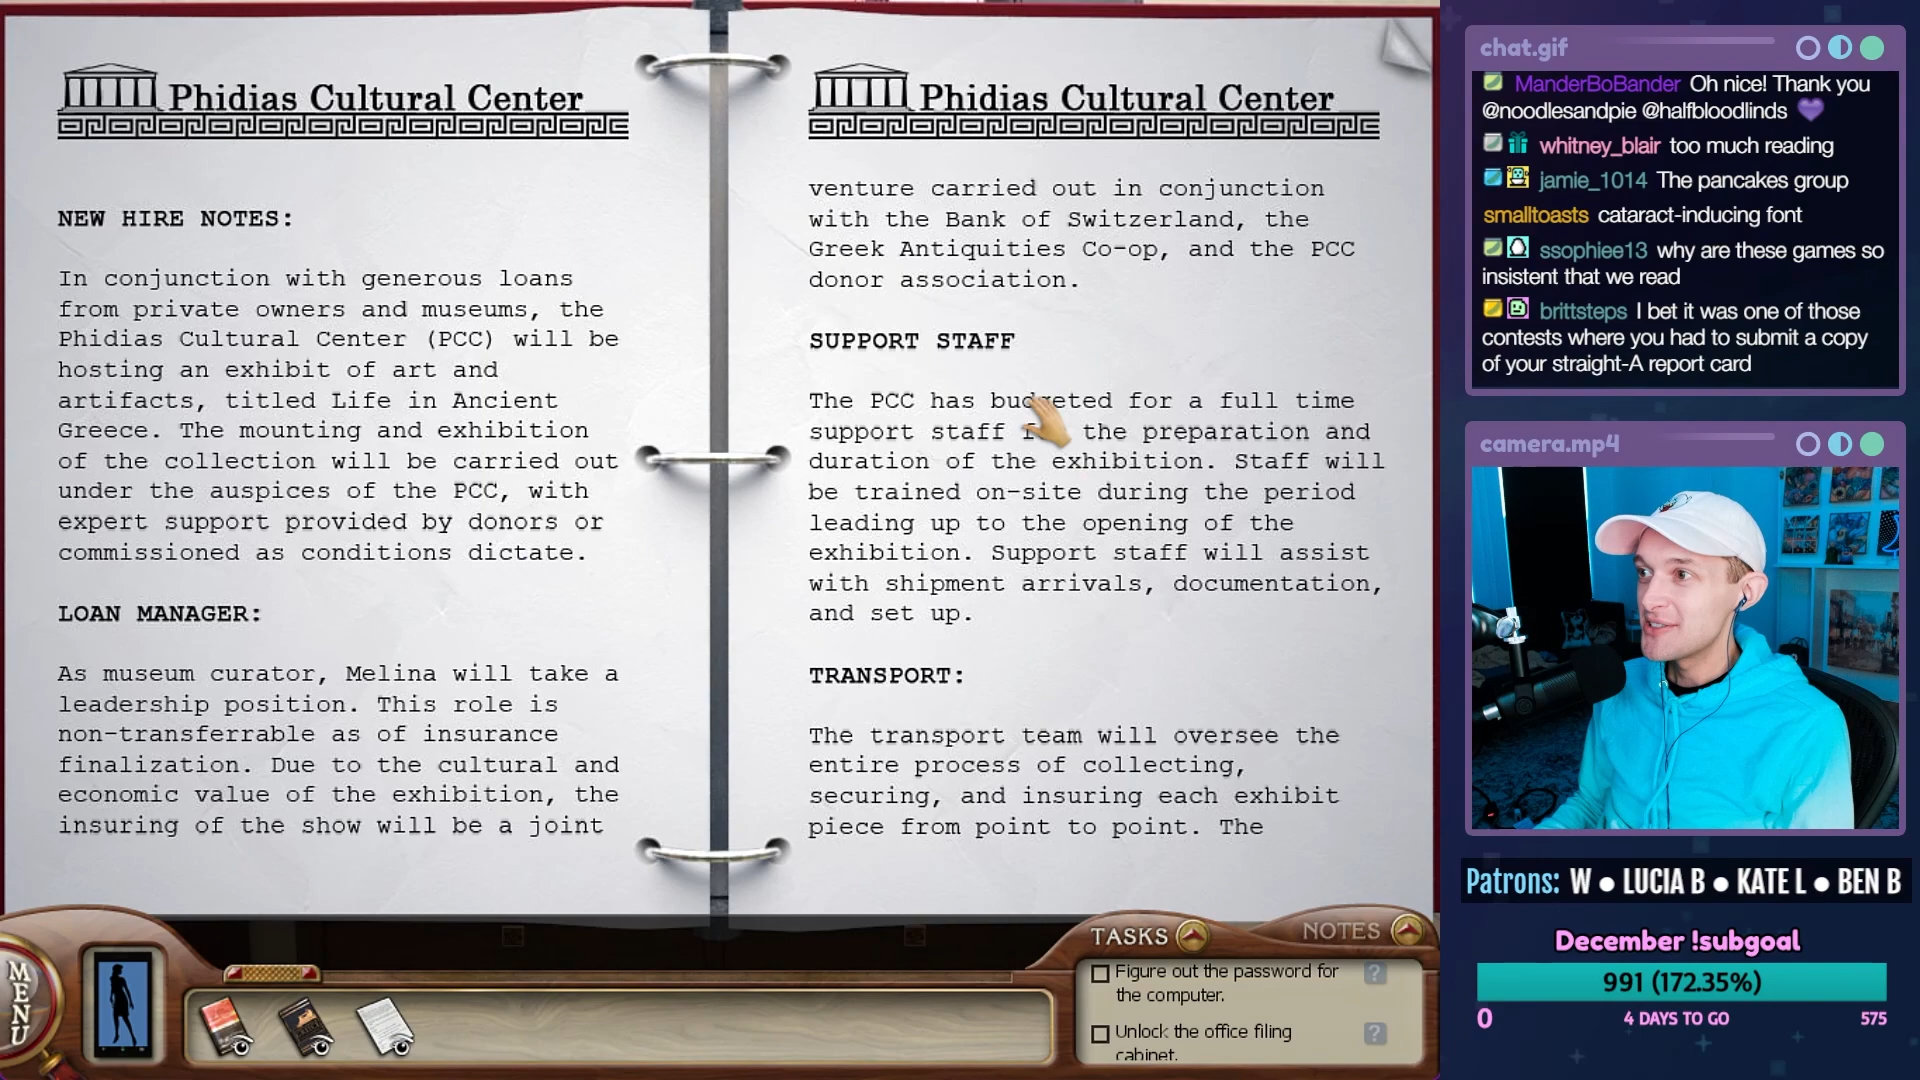 Phidias Cultural Center
NEW HIRE NOTES:
In conjunction with generous loans
from private owners and museums, the
Phidias Cultural Center (PCC) will be
hosting an exhibit of art and
artifacts, titled Life in Ancient
Greece. The mounting and exhibition
of the collection will be carried out
under the auspices of the PCC, with
expert support provided by donors or
commissioned as conditions dictate.
LOAN MANAGER:
As museum curator, Melina will take a
leadership position. This role is
non-transferrable as of insurance
finalization. Due to the cultural and
economic value of the exhibition, the
insuring of the show will be a joint
Phidias Cultural Center
venture carried out in conjunction
with the Bank of Switzerland, the
Greek Antiquities Co-op, and the PCC
donor association.
SUPPORT STAFF
The PCC has budgeted for a full time
support staff the preparation and
duration of the exhibition. Staff will
be trained on-site during the period
leading up to the opening of the
exhibition. Support staff will assist
with shipment arrivals, documentation,
and set up.
TRANSPORT:
The transport team will oversee the
entire process of collecting,
securing, and insuring each exhibit
piece from point to point. The
MENU
TASKS
NOTES
Figure out the password for
the computer.
?
Unlock the office filing
cabinet.
?
chat.gif
ManderBoBander Oh nice! Thank you
@noodlesandpie @halfbloodlinds
whitney_blair too much reading
jamie_1014 The pancakes group
smalltoasts cataract-inducing font
ssophiee13 why are these games so
insistent that we read
brittsteps I bet it was one of those
contests where you had to submit a copy
of your straight-A report card
camera.mp4
Patrons: W ● LUCIA B ● KATE L ● BEN B
December !subgoal
991 (172.35%)
0 4 DAYS TO GO 575